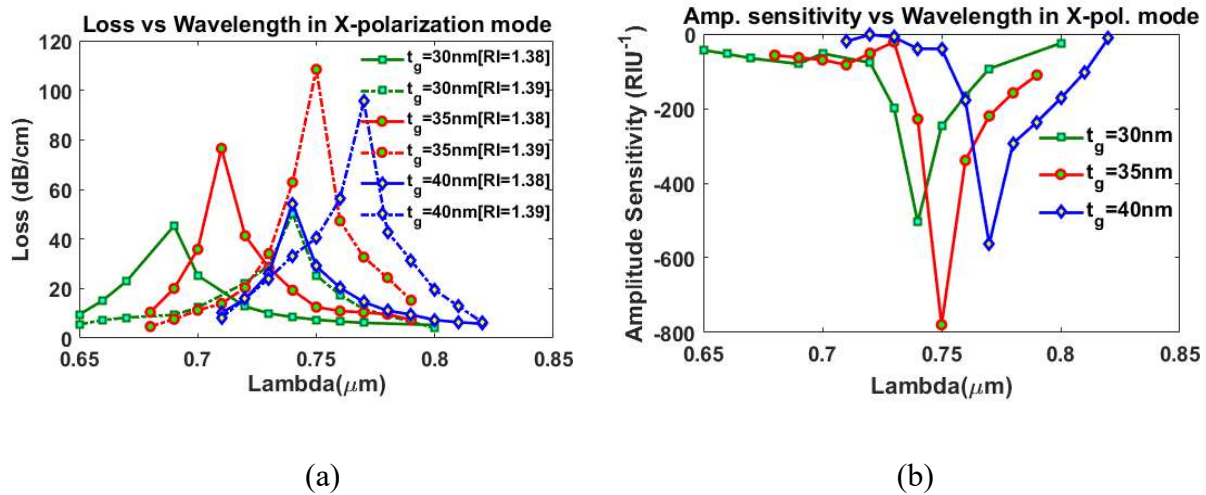 Loss vs Wavelength in X-polarization mode
120
100
80
60
40
20
0
Loss (dB/cm)
t_g=30nm[RI=1.38]
t_g=30nm[RI=1.39]
t_g=35nm[RI=1.38]
t_g=35nm[RI=1.39]
t_g=40nm[RI=1.38]
t_g=40nm[RI=1.39]
0.65 0.7 0.75 0.8 0.85
Lambda(μm)
(a)
Amp. sensitivity vs Wavelength in X-pol. mode
0
-200
-400
-600
-800
Amplitude Sensitivity (RIU⁻¹)
t_g=30nm
t_g=35nm
t_g=40nm
0.65 0.7 0.75 0.8 0.85
Lambda(μm)
(b)